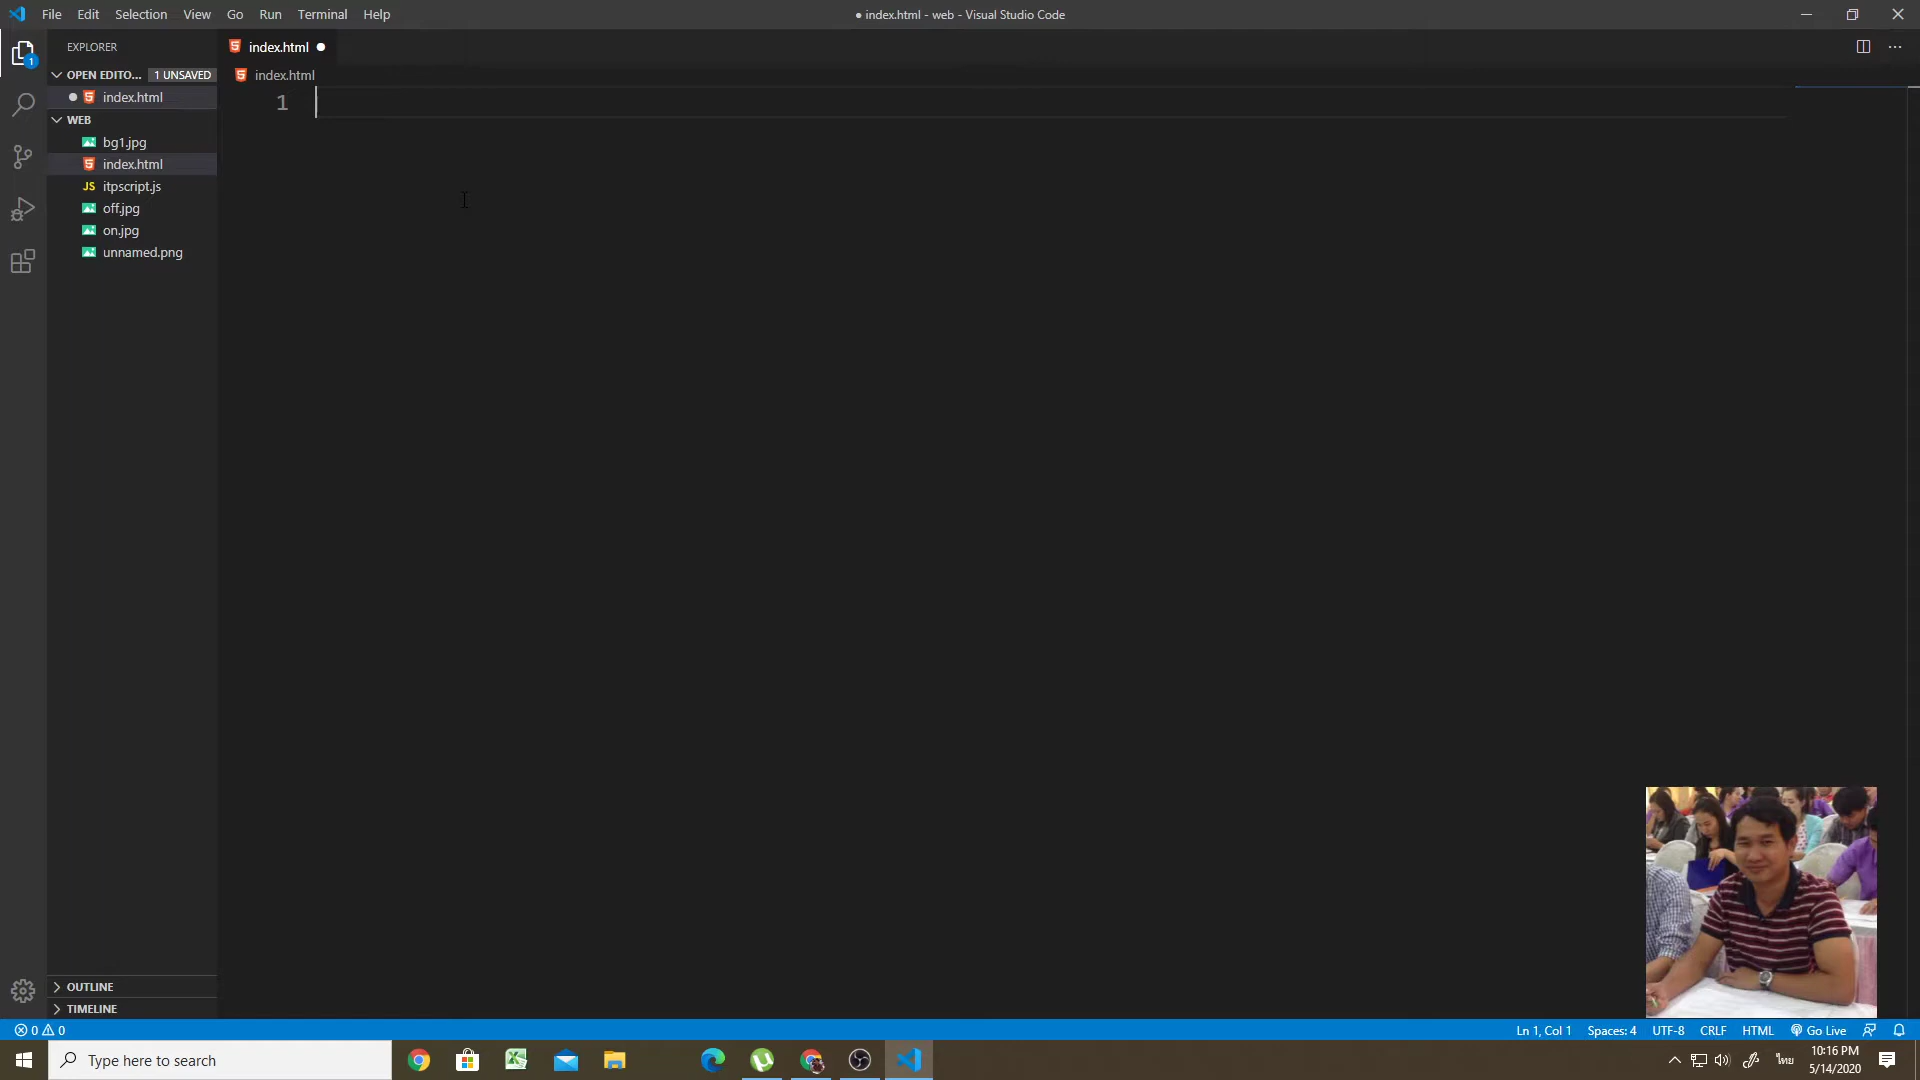 File Edit Selection View Go Run Terminal Help
● index.html - web - Visual Studio Code
EXPLORER
index.html ●
OPEN EDITO... 1 UNSAVED
index.html
● index.html
1
WEB
bg1.jpg
index.html
JS itpscript.js
off.jpg
on.jpg
unnamed.png
OUTLINE
TIMELINE
0 0
Ln 1, Col 1 Spaces: 4 UTF-8 CRLF HTML Go Live
Type here to search
ไทย
10:16 PM
5/14/2020